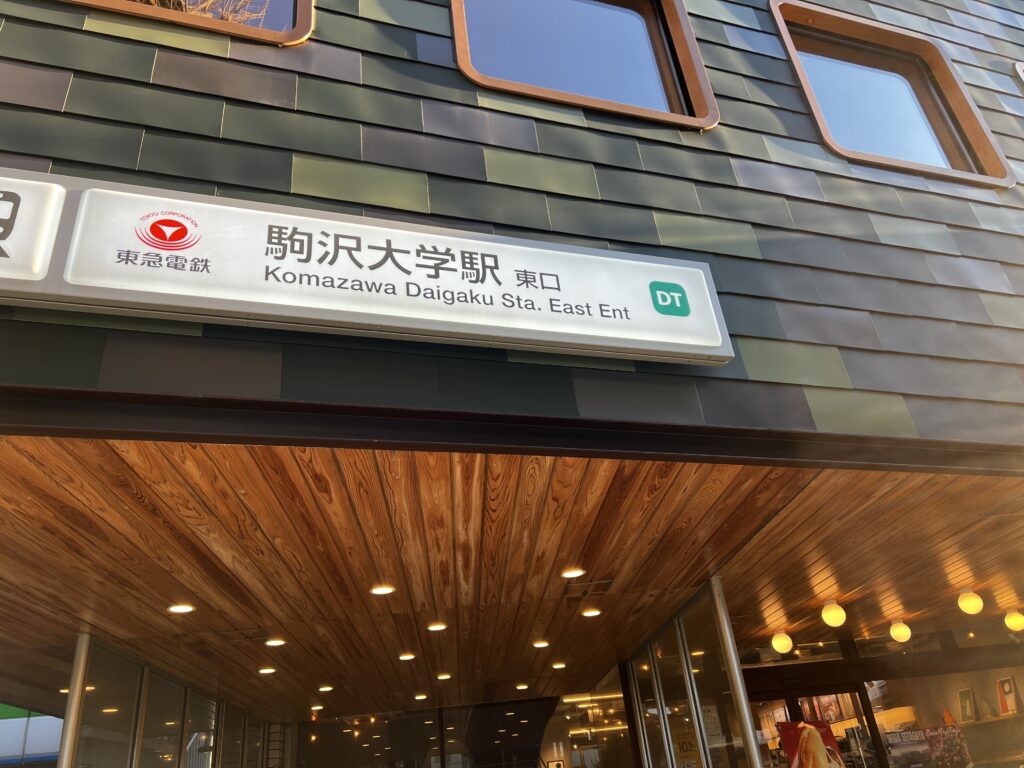 TOKYU CORPORATION
東急電鉄
駒沢大学駅 東口
Komazawa Daigaku Sta. East Ent
DT